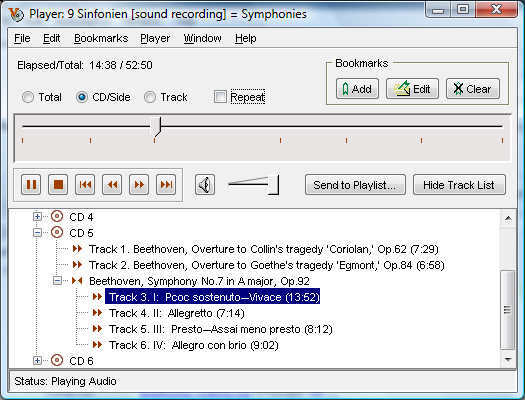 Player: 9 Sinfonien [sound recording] = Symphonies
File Edit Bookmarks Player Window Help
Elapsed/Total: 14:38 / 52:50
Bookmarks
Add Edit Clear
Total CD/Side Track Repeat
Send to Playlist... Hide Track List
CD 4
CD 5
Track 1. Beethoven, Overture to Collin's tragedy 'Coriolan,' Op.62 (7:29)
Track 2. Beethoven, Overture to Goethe's tragedy 'Egmont,' Op.84 (6:58)
Beethoven, Symphony No.7 in A major, Op.92
Track 3. I: Pcoc sostenuto—Vivace (13:52)
Track 4. II: Allegretto (7:14)
Track 5. III: Presto—Assai meno presto (8:12)
Track 6. IV: Allegro con brio (9:02)
CD 6
Status: Playing Audio